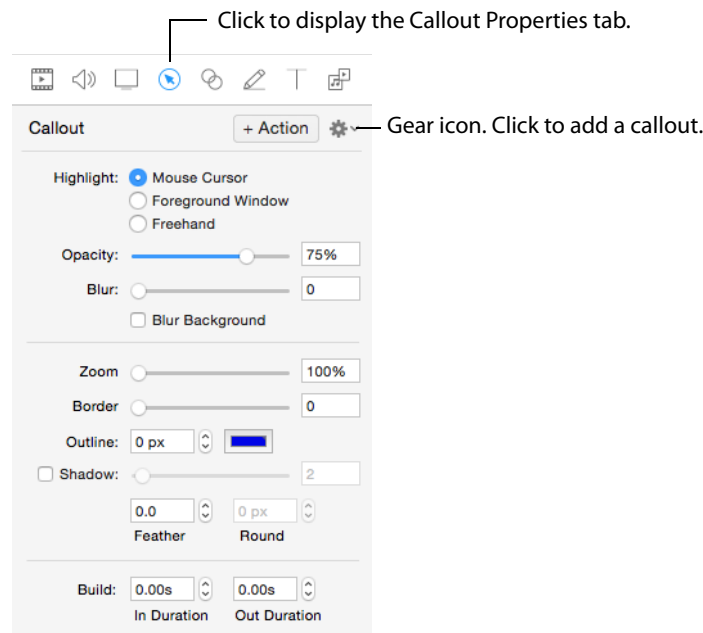 Click to display the Callout Properties tab.
Callout
+ Action
Gear icon. Click to add a callout.
Highlight: Mouse Cursor
Foreground Window
Freehand
Opacity: 75%
Blur: 0
Blur Background
Zoom 100%
Border 0
Outline: 0 px
Shadow: 2
0.0 0 px
Feather Round
Build: 0.00s 0.00s
In Duration Out Duration